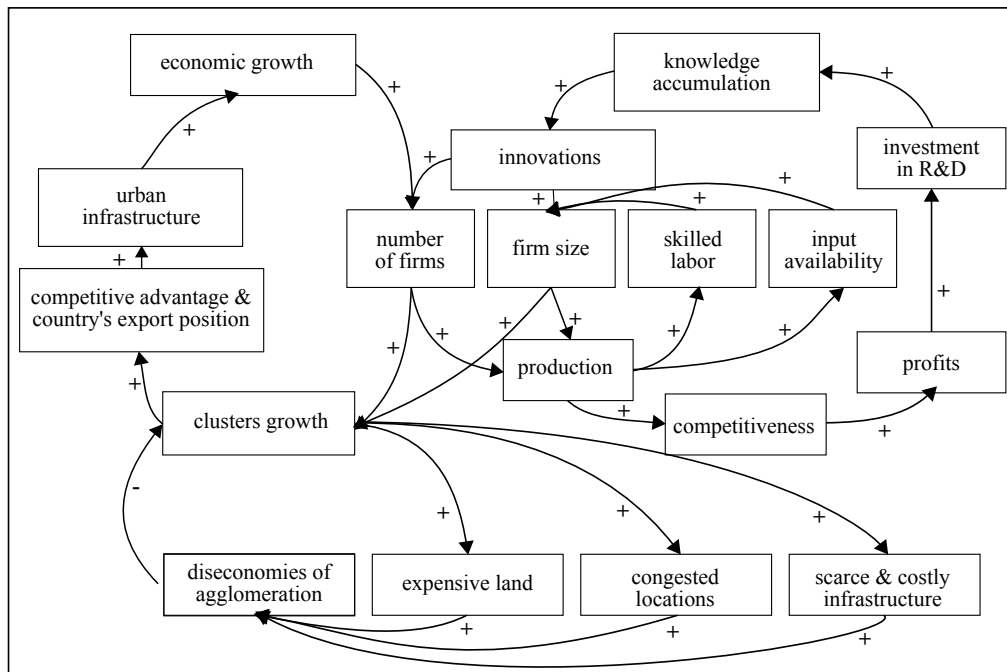 economic growth
knowledge
accumulation
+
+
+
+
innovations
investment
in R&D
+
+
+
+
+
urban
infrastructure
number
of firms
firm size
skilled
labor
input
availability
+
competitive advantage &
country's export position
+
+
+
+
+
+
production
profits
+
clusters growth
+
competitiveness
+
-
+
+
+
diseconomies of
agglomeration
expensive land
congested
locations
scarce & costly
infrastructure
+
+
+